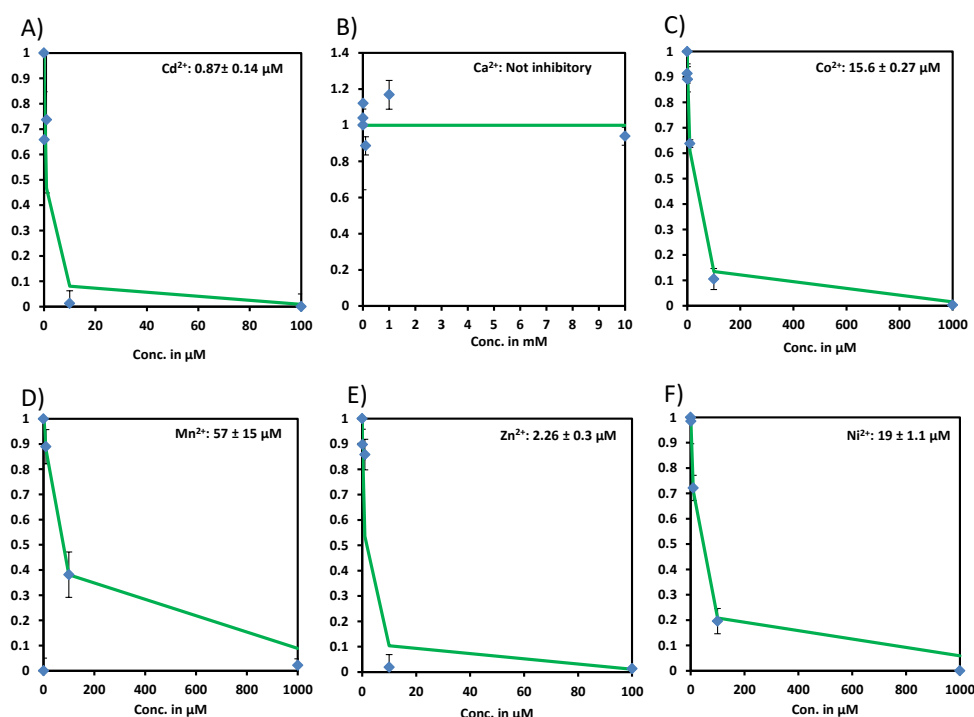 A)
1
0.9
0.8
0.7
0.6
0.5
0.4
0.3
0.2
0.1
0
Cd²⁺: 0.87± 0.14 µM
0 20 40 60 80 100
Conc. in µM
B)
1.4
1.2
1
0.8
0.6
0.4
0.2
0
Ca²⁺: Not inhibitory
0 1 2 3 4 5 6 7 8 9 10
Conc. in mM
C)
1
0.9
0.8
0.7
0.6
0.5
0.4
0.3
0.2
0.1
0
Co²⁺: 15.6 ± 0.27 µM
0 200 400 600 800 1000
Conc. in µM
D)
1
0.9
0.8
0.7
0.6
0.5
0.4
0.3
0.2
0.1
0
Mn²⁺: 57 ± 15 µM
0 200 400 600 800 1000
Conc. in µM
E)
1
0.9
0.8
0.7
0.6
0.5
0.4
0.3
0.2
0.1
0
Zn²⁺: 2.26 ± 0.3 µM
0 20 40 60 80 100
Con. in µM
F)
1
0.9
0.8
0.7
0.6
0.5
0.4
0.3
0.2
0.1
0
Ni²⁺: 19 ± 1.1 µM
0 200 400 600 800 1000
Con. in µM